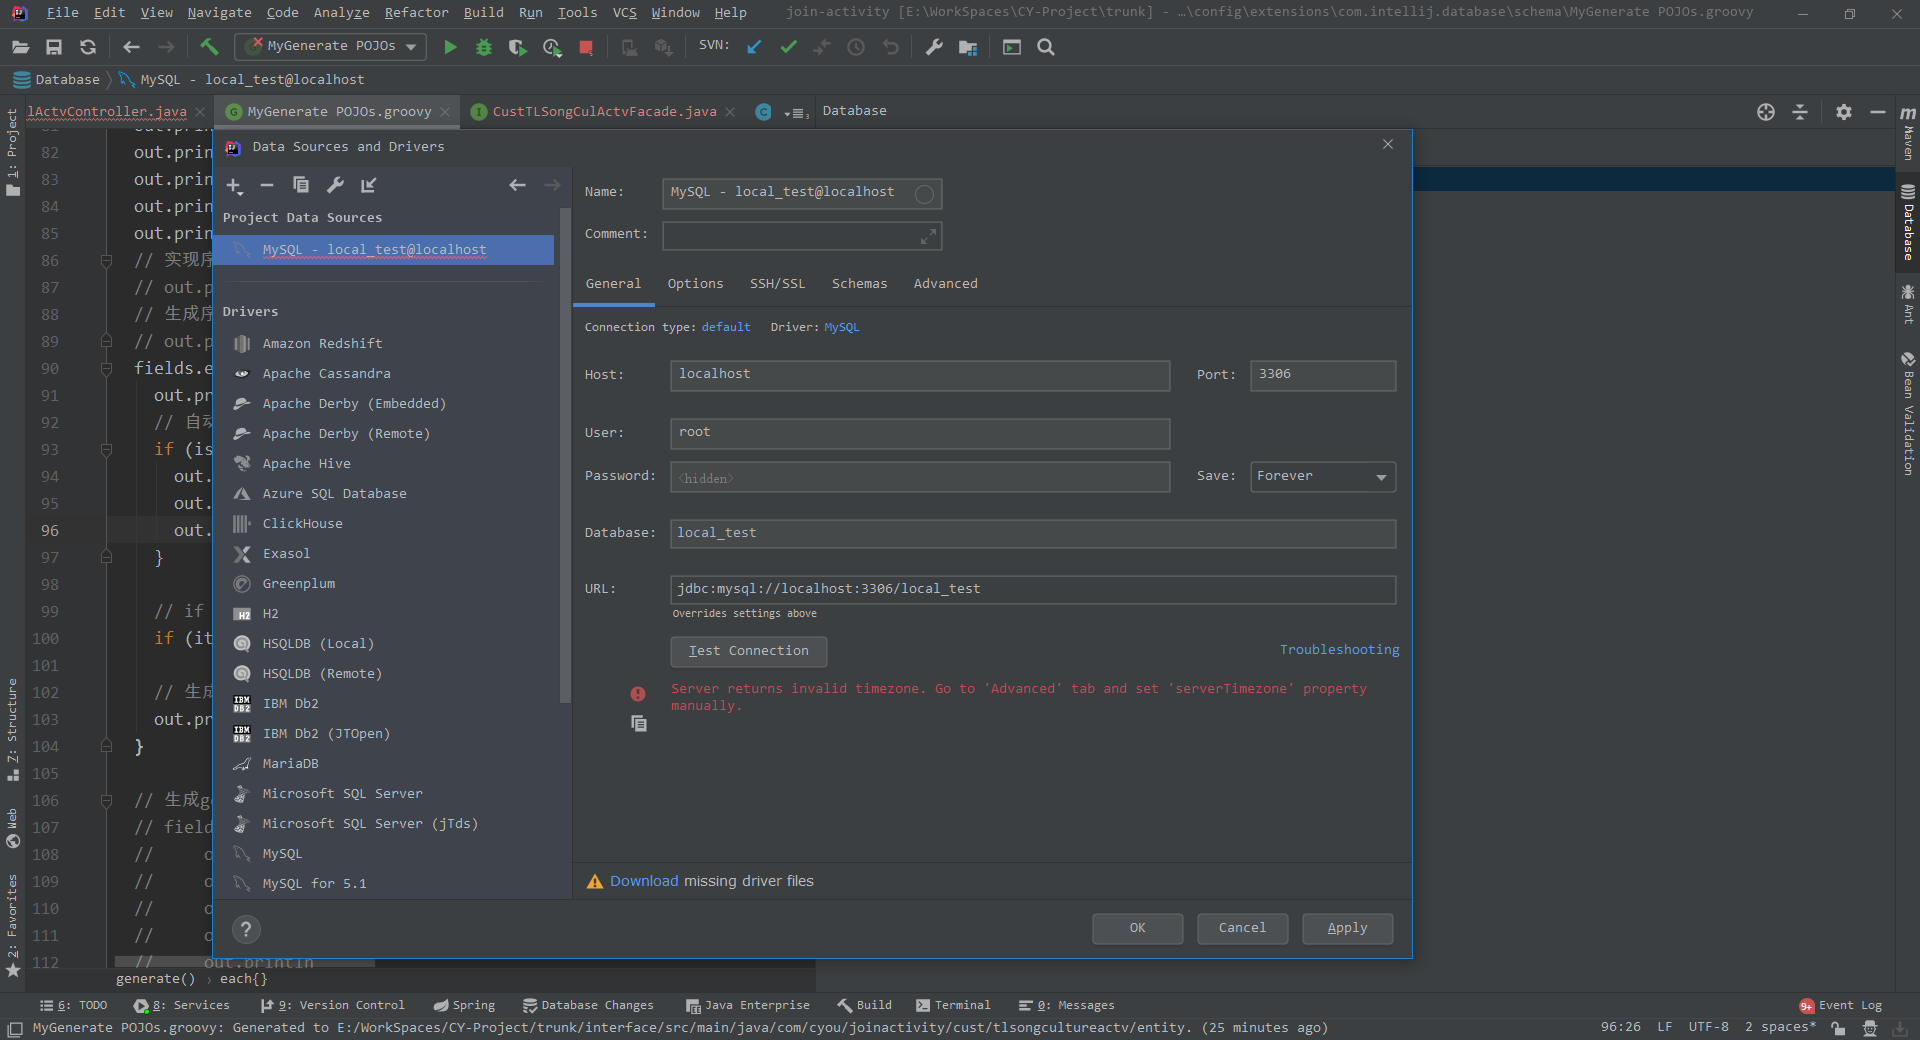 File Edit View Navigate Code Analyze Refactor Build Run Tools VCS Window Help join-activity [E:\WorkSpaces\CY-Project\trunk] - ...\config\extensions\com.intellij.database\schema\MyGenerate POJOs.groovy
MyGenerate POJOs SVN:
Database MySQL - local_test@localhost
lActvController.java MyGenerate POJOs.groovy CustTLSongCulActvFacade.java Database
Data Sources and Drivers
Project Data Sources
MySQL - local_test@localhost
Drivers
Amazon Redshift
Apache Cassandra
Apache Derby (Embedded)
Apache Derby (Remote)
Apache Hive
Azure SQL Database
ClickHouse
Exasol
Greenplum
H2
HSQLDB (Local)
HSQLDB (Remote)
IBM Db2
IBM Db2 (JTOpen)
MariaDB
Microsoft SQL Server
Microsoft SQL Server (jTds)
MySQL
MySQL for 5.1
Name: MySQL - local_test@localhost
Comment:
General Options SSH/SSL Schemas Advanced
Connection type: default Driver: MySQL
Host: localhost Port: 3306
User: root
Password: <hidden> Save: Forever
Database: local_test
URL: jdbc:mysql://localhost:3306/local_test
Overrides settings above
Test Connection Troubleshooting
Server returns invalid timezone. Go to 'Advanced' tab and set 'serverTimezone' property
manually.
Download missing driver files
? OK Cancel Apply
82 out.prin
83 out.prin
84 out.prin
85 out.prin
86 // 实现序
87 // out.p
88 // 生成序
89 // out.p
90 fields.e
91 out.pr
92 // 自动
93 if (is
94 out.
95 out.
96 out.
97 }
98
99 // if
100 if (it
101
102 // 生成
103 out.pr
104 }
105
106 // 生成ge
107 // field
108 // o
109 // o
110 // o
111 // o
112 // out.println
generate() › each{}
1: Project
7: Structure
Web
2: Favorites
m Maven
Database
Ant
Bean Validation
6: TODO 8: Services 9: Version Control Spring Database Changes Java Enterprise Build Terminal 0: Messages 9+ Event Log
MyGenerate POJOs.groovy: Generated to E:/WorkSpaces/CY-Project/trunk/interface/src/main/java/com/cyou/joinactivity/cust/tlsongcultureactv/entity. (25 minutes ago) 96:26 LF UTF-8 2 spaces*